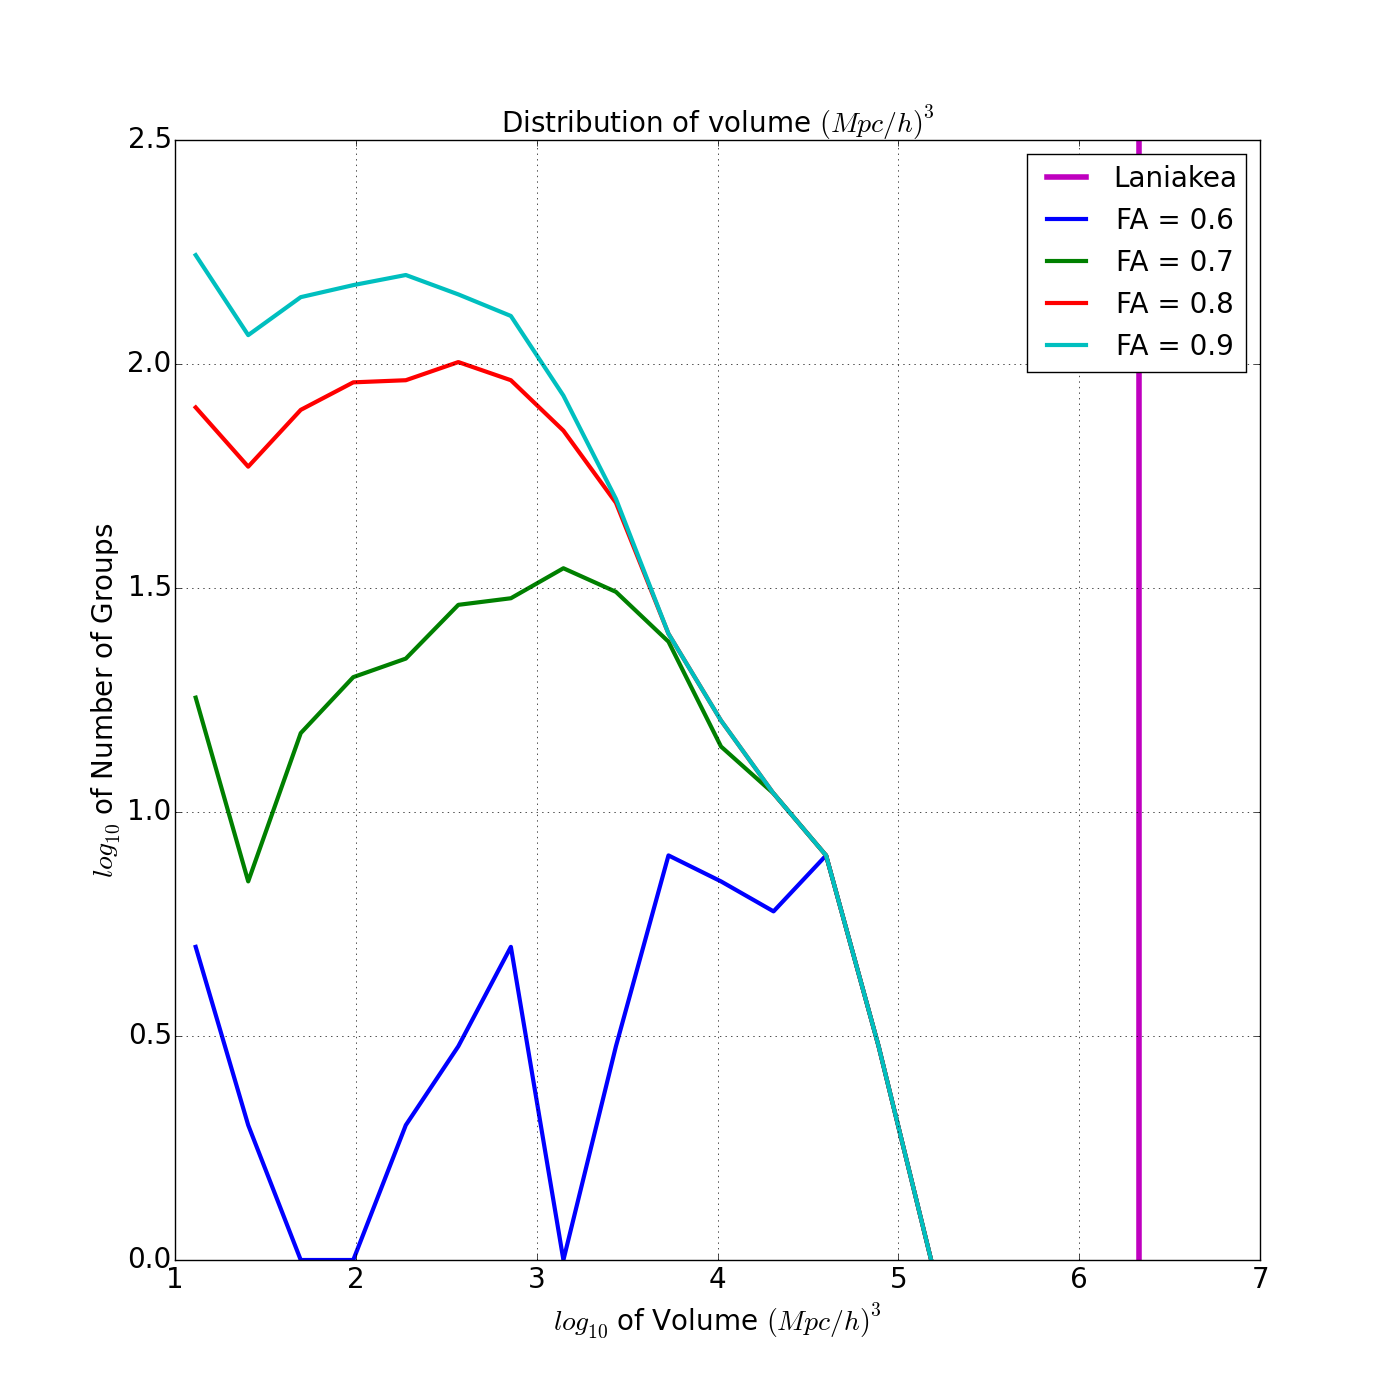 Distribution of volume (Mpc/h)³
2.5
2.0
1.5
1.0
0.5
0.0
log₁₀ of Number of Groups
Laniakea
FA = 0.6
FA = 0.7
FA = 0.8
FA = 0.9
1 2 3 4 5 6 7
log₁₀ of Volume (Mpc/h)³